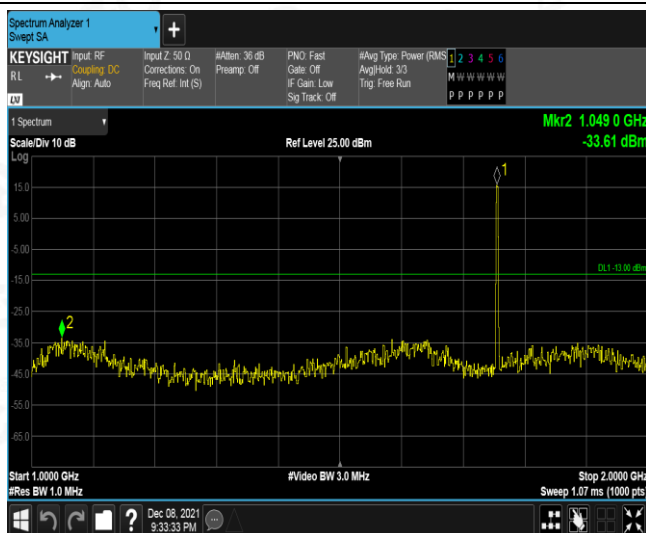 Spectrum Analyzer 1
Swept SA
+
KEYSIGHT Input: RF Input Z: 50 Ω #Atten: 36 dB PNO: Fast #Avg Type: Power (RMS 1 2 3 4 5 6
RL Coupling: DC Corrections: On Preamp: Off Gate: Off Avg|Hold: 3/3 M W W W W W
Align: Auto Freq Ref: Int (S) IF Gain: Low Trig: Free Run
Sig Track: Off P P P P P P
LXI
1 Spectrum Mkr2 1.049 0 GHz
Scale/Div 10 dB Ref Level 25.00 dBm -33.61 dBm
Log
1
15.0
5.00
-5.00
DL1 -13.00 dBm
-15.0
-25.0
2
-35.0
-45.0
-55.0
-65.0
Start 1.0000 GHz #Video BW 3.0 MHz Stop 2.0000 GHz
#Res BW 1.0 MHz Sweep 1.07 ms (1000 pts)
? Dec 08, 2021
9:33:33 PM